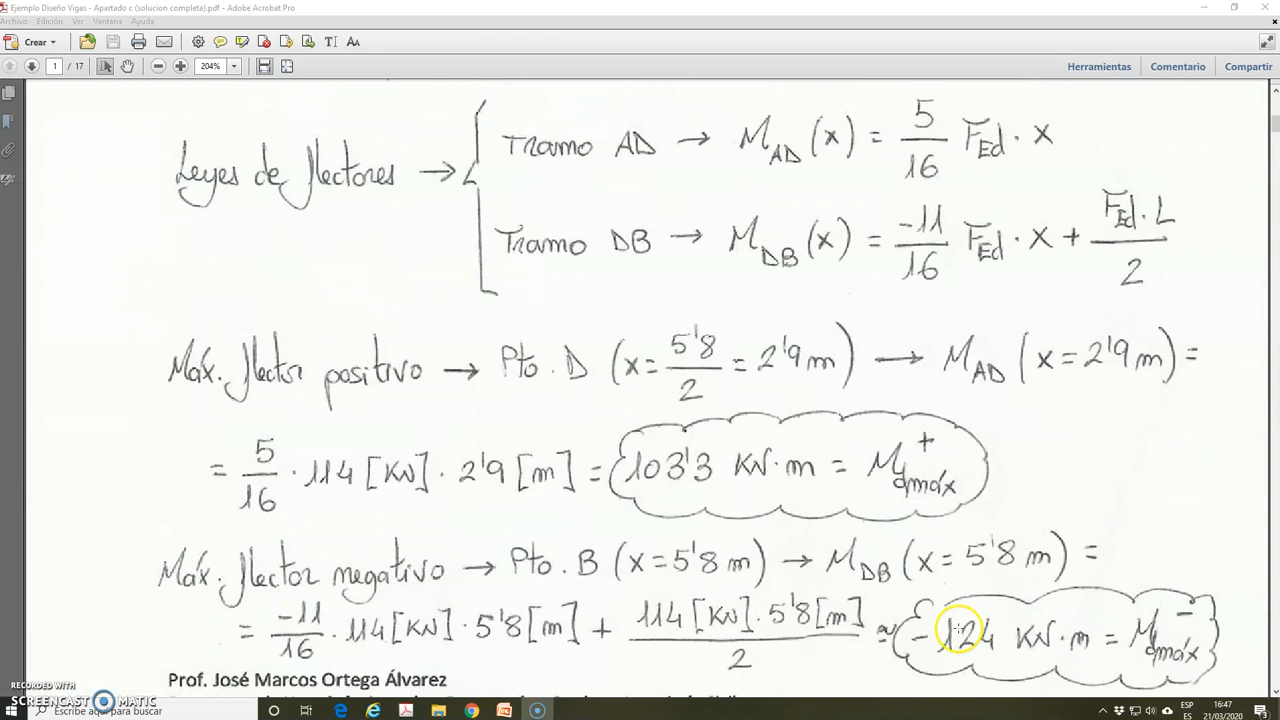 Ejemplo Diseño Vigas - Apartado c (solucion completa).pdf - Adobe Acrobat Pro
Archivo Edición Ver Ventana Ayuda
Crear
1 / 17 204% Herramientas Comentario Compartir
Tramo AD → M_AD (x) = 5/16 F_Ed · x
Leyes de flectores →
Tramo DB → M_DB (x) = -11/16 F_Ed · x + F_Ed · L / 2
Máx. flector positivo → Pto. D (x = 5'8/2 = 2'9 m) → M_AD (x = 2'9 m) =
= 5/16 · 114 [KN] · 2'9 [m] = 103'3 KN·m = M⁺_dmáx
Máx. flector negativo → Pto. B (x = 5'8 m) → M_DB (x = 5'8 m) =
= -11/16 · 114 [KN] · 5'8 [m] + 114 [KN] · 5'8 [m] / 2 ≈ -124 KN·m = M⁻_dmáx
Prof. José Marcos Ortega Álvarez
RECORDED WITH
SCREENCAST MATIC
Escribe aquí para buscar
ESP
ES
16:47
21/03/2020